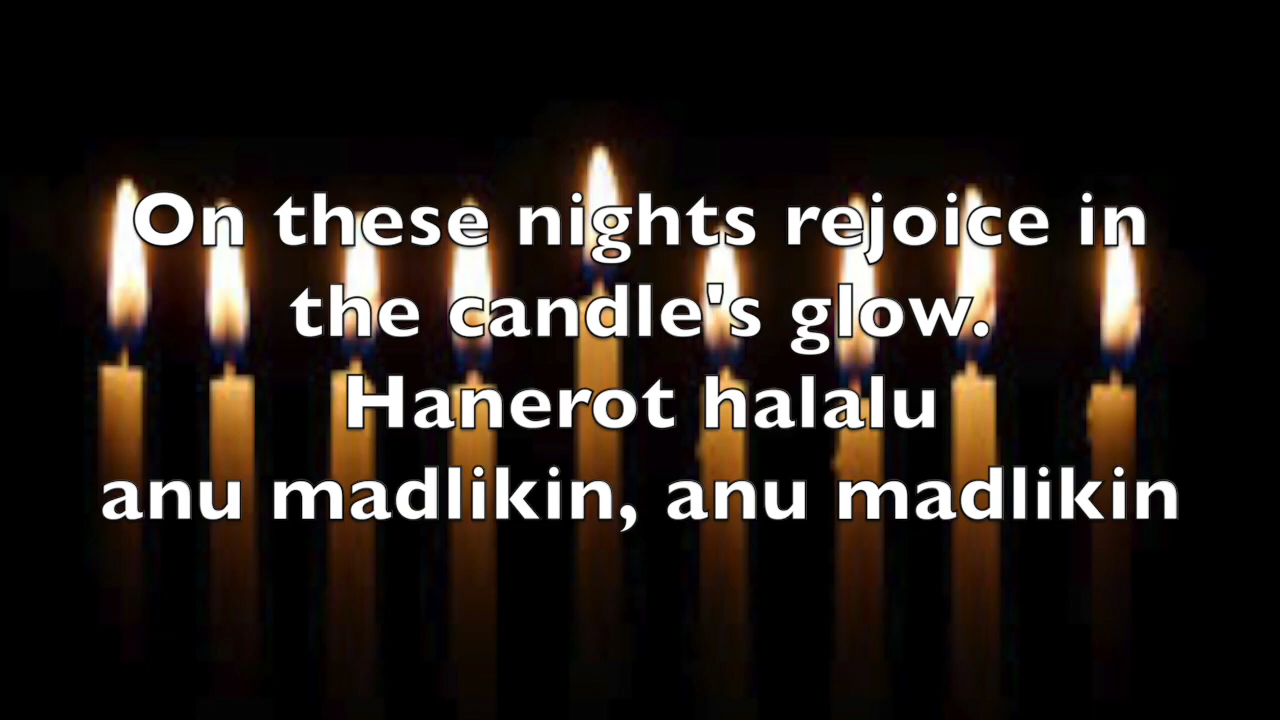 On these nights rejoice in
the candle's glow.
Hanerot halalu
anu madlikin, anu madlikin